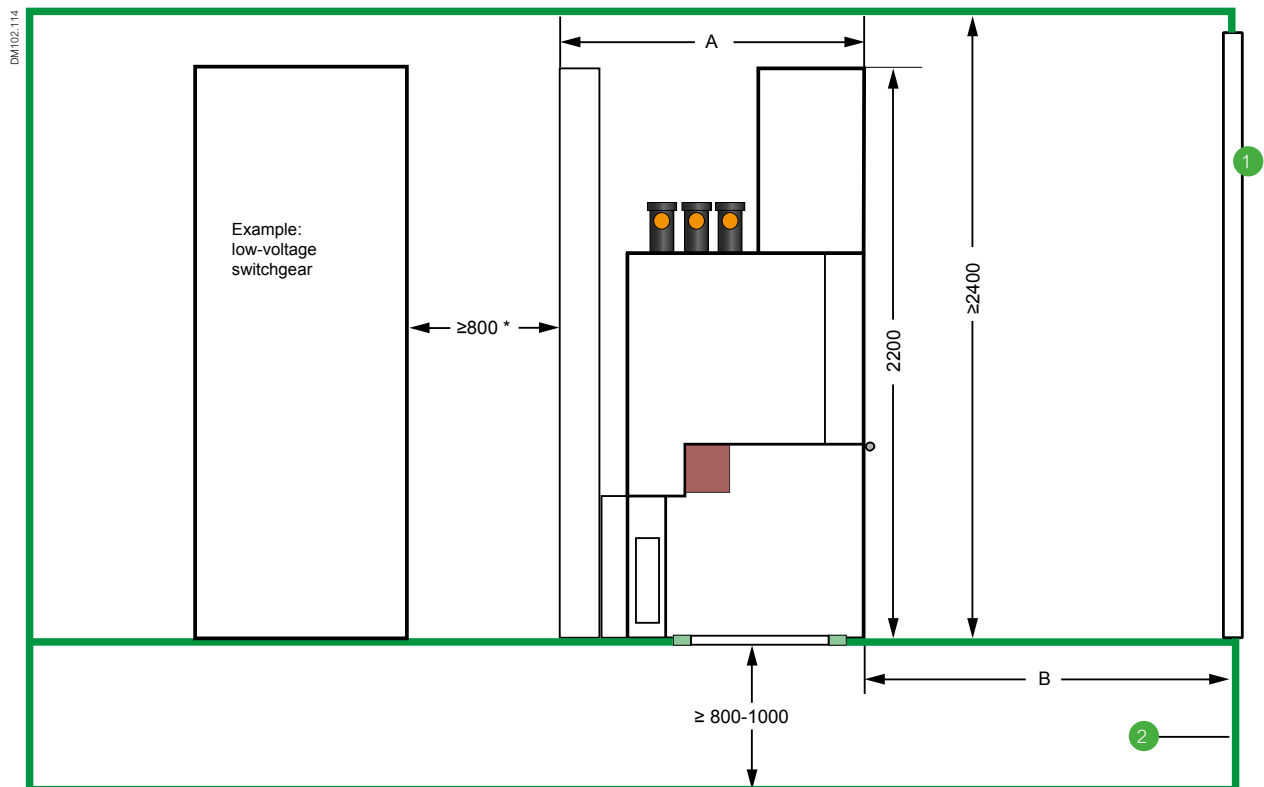 DM102.114
A
1
Example:
low-voltage
switchgear
≥2400
≥800 *
2200
B
≥ 800-1000
2